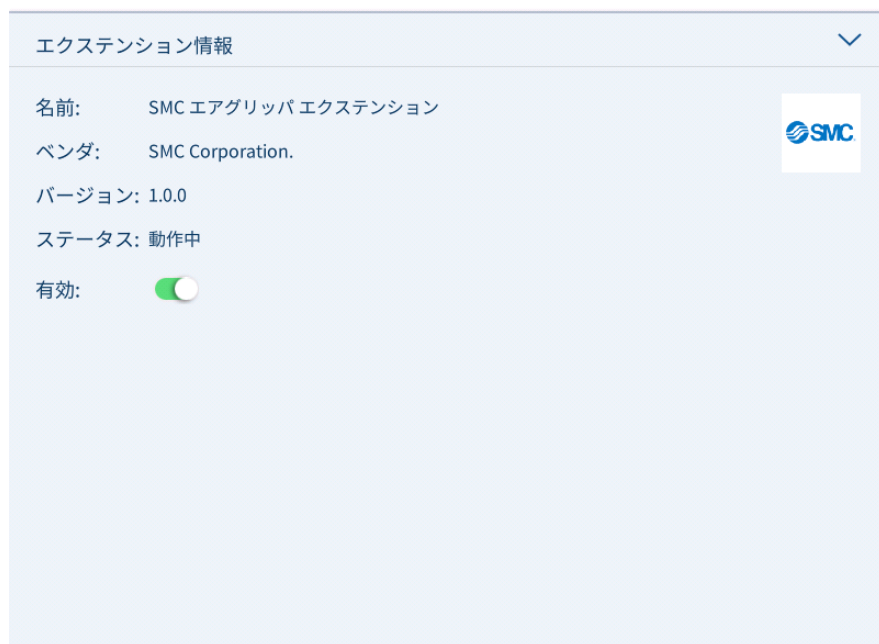 エクステンション情報
名前: SMC エアグリッパ エクステンション
SMC
ベンダ: SMC Corporation.
バージョン: 1.0.0
ステータス: 動作中
有効: